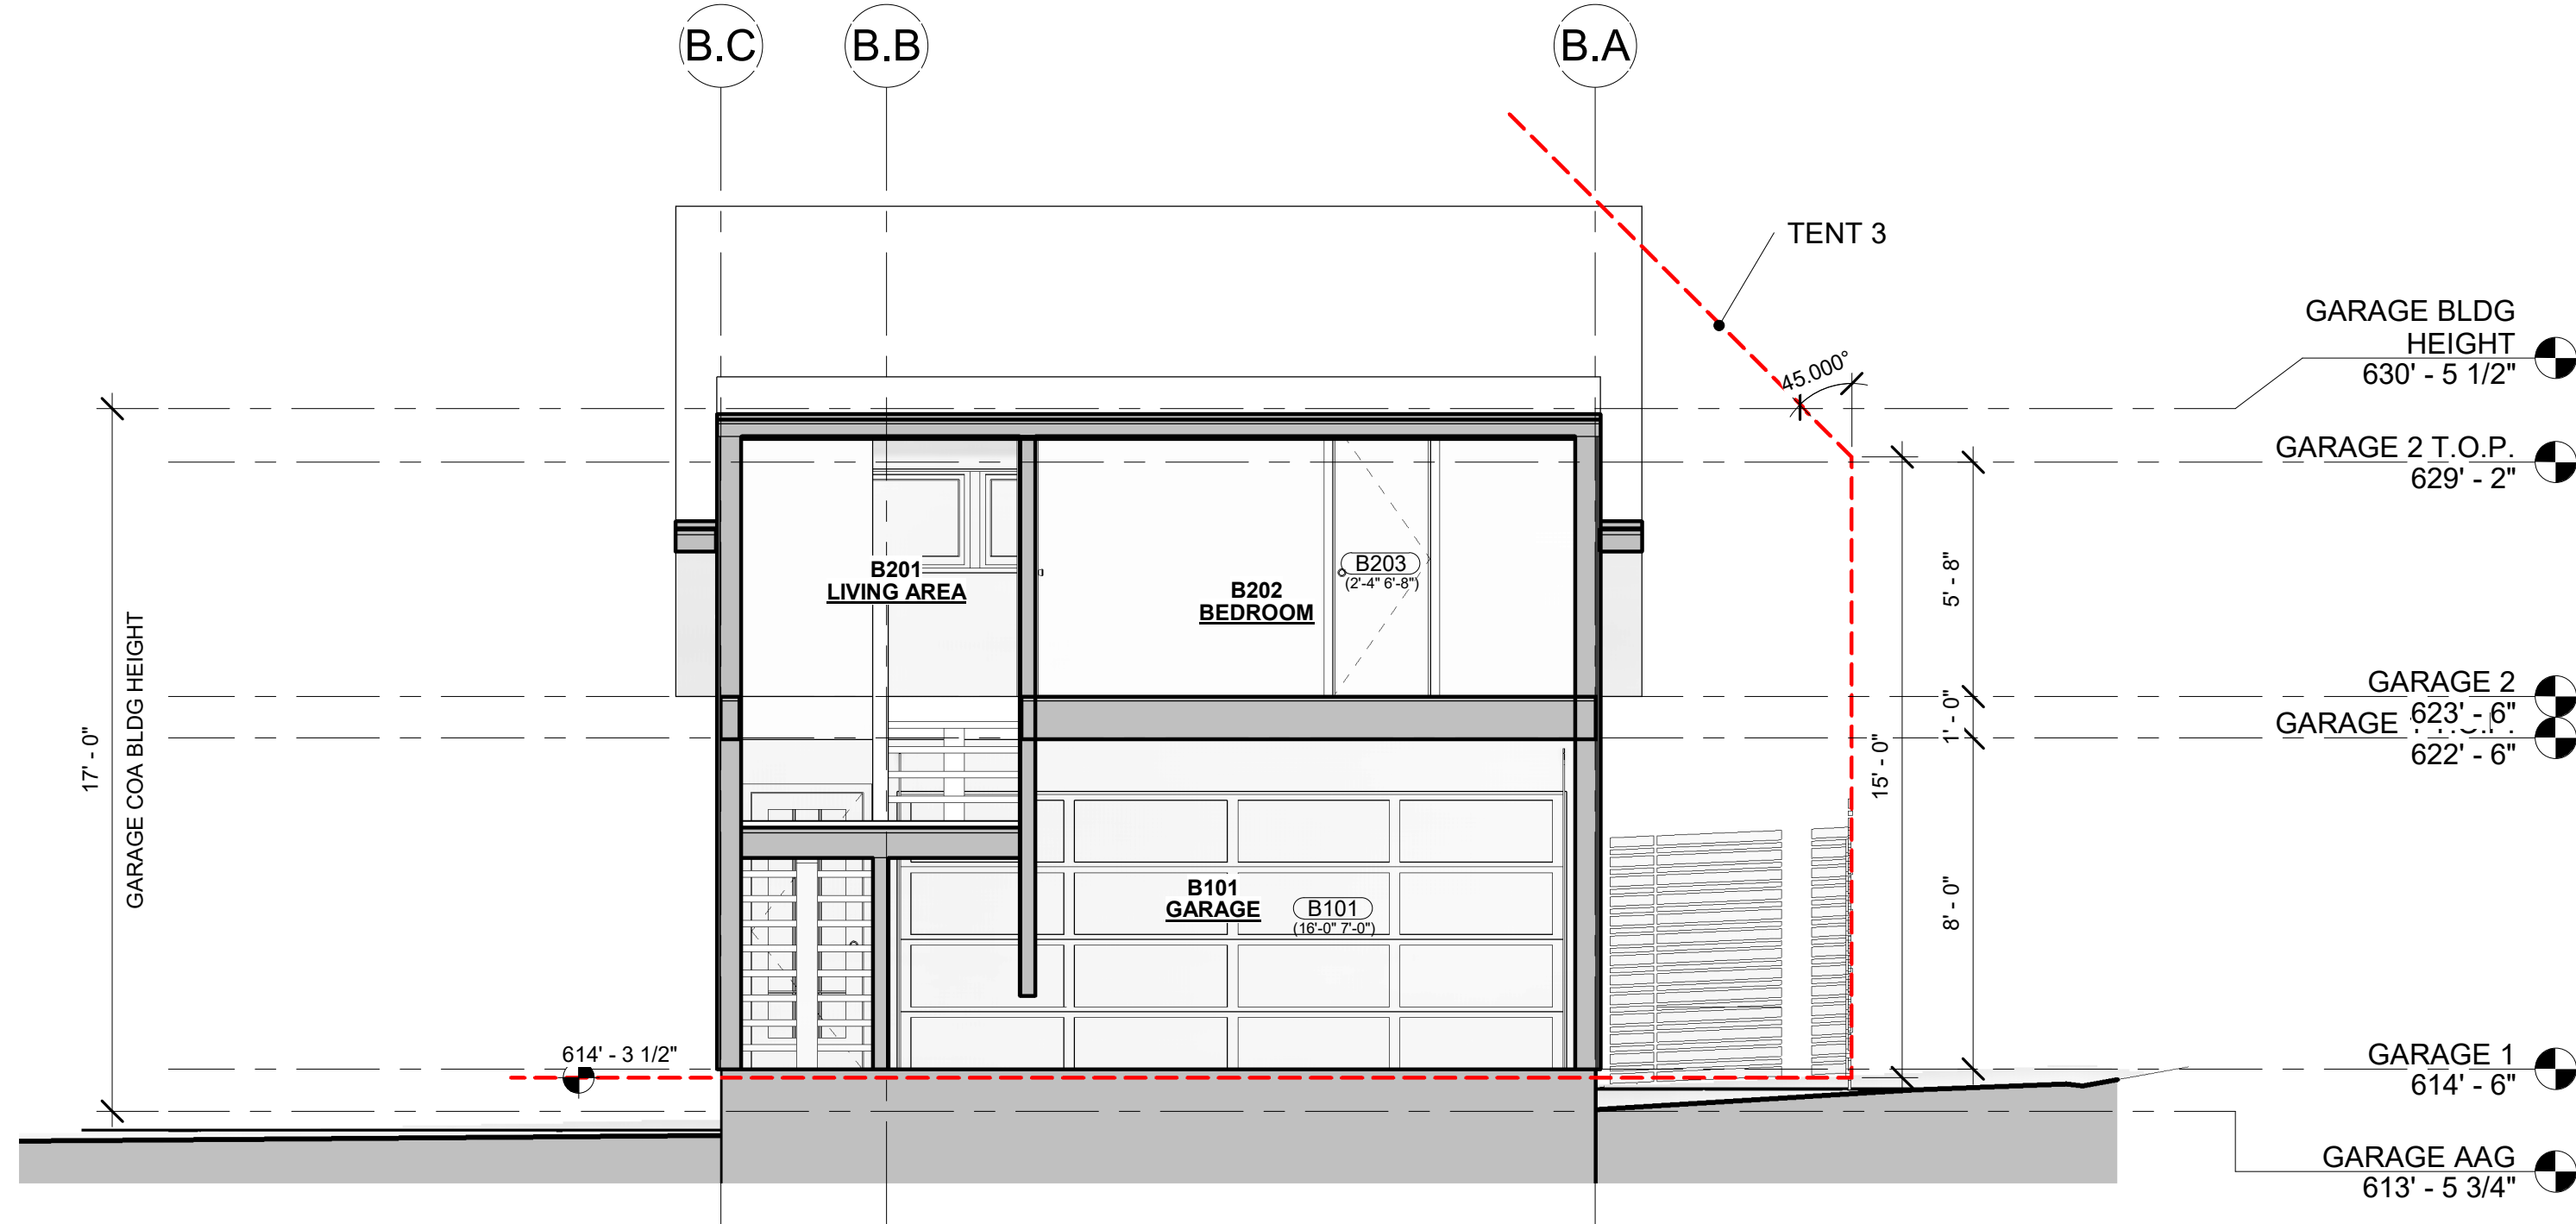 B.C
B.B
B.A
TENT 3
45.000°
GARAGE BLDG
HEIGHT
630' - 5 1/2"
GARAGE 2 T.O.P.
629' - 2"
GARAGE 2
623' - 6"
GARAGE 1 T.O.P.
622' - 6"
GARAGE 1
614' - 6"
GARAGE AAG
613' - 5 3/4"
5' - 8"
1' - 0"
8' - 0"
15' - 0"
17' - 0"
GARAGE COA BLDG HEIGHT
B201
LIVING AREA
B202
BEDROOM
B203
(2'-4" 6'-8")
B101
GARAGE
B101
(16'-0" 7'-0")
614' - 3 1/2"